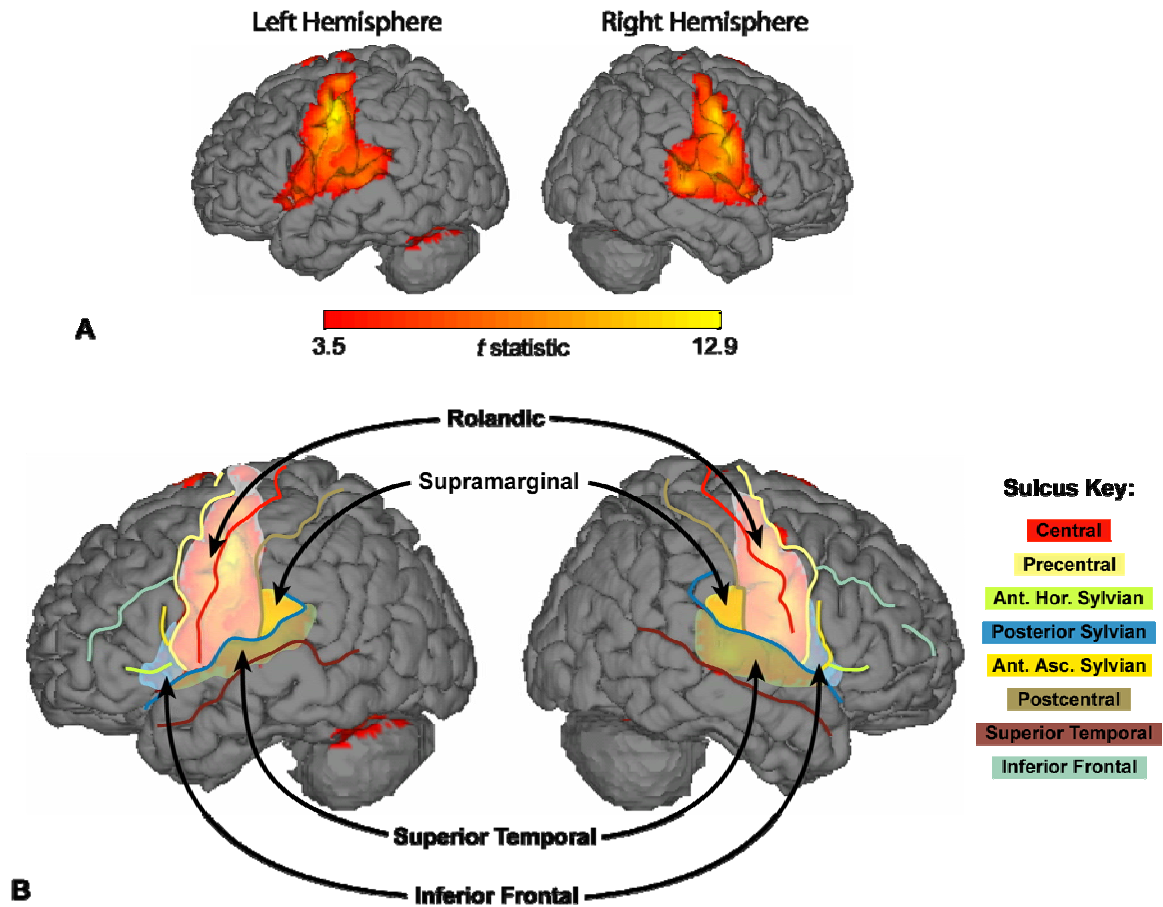 Left Hemisphere
Right Hemisphere
A
3.5
t statistic
12.9
Rolandic
Supramarginal
Sulcus Key:
Central
Precentral
Ant. Hor. Sylvian
Posterior Sylvian
Ant. Asc. Sylvian
Postcentral
Superior Temporal
Inferior Frontal
Superior Temporal
Inferior Frontal
B